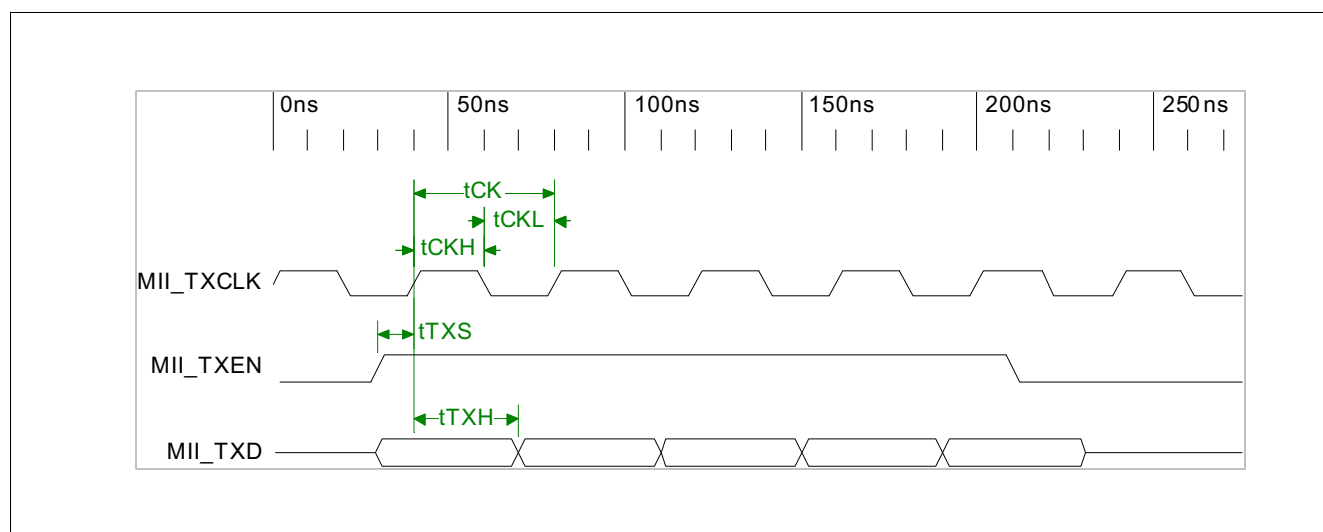 0ns 50ns 100ns 150ns 200ns 250ns
tCK
tCKL
tCKH
MII_TXCLK
tTXS
MII_TXEN
tTXH
MII_TXD